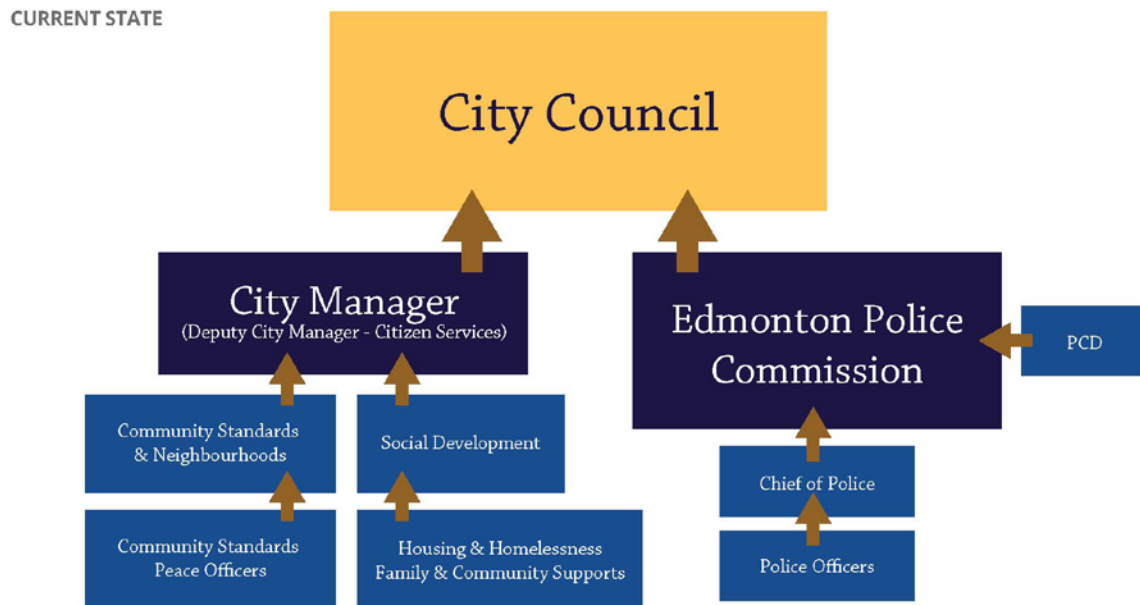 CURRENT STATE
City Council
City Manager
(Deputy City Manager - Citizen Services)
Edmonton Police
Commission
PCD
Community Standards
& Neighbourhoods
Social Development
Chief of Police
Community Standards
Peace Officers
Housing & Homelessness
Family & Community Supports
Police Officers